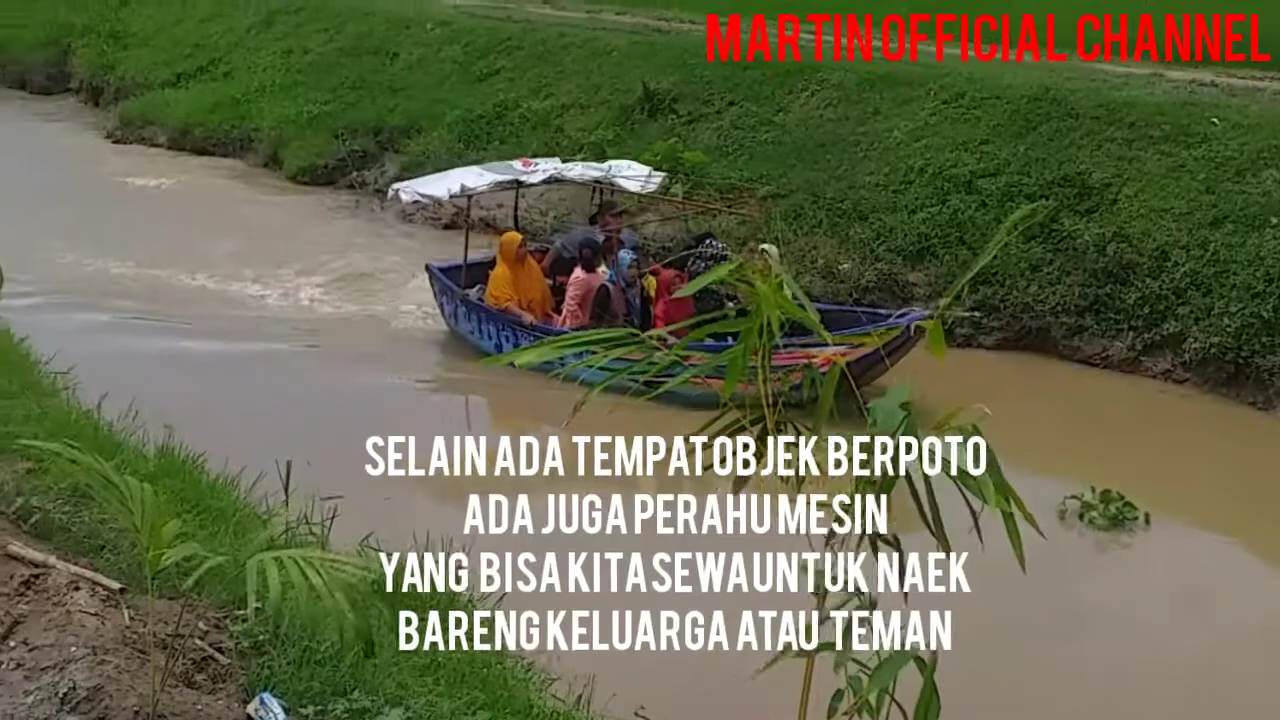 MARTIN OFFICIAL CHANNEL
SELAIN ADA TEMPAT OBJEK BERPOTO
ADA JUGA PERAHU MESIN
YANG BISA KITA SEWA UNTUK NAEK
BARENG KELUARGA ATAU TEMAN